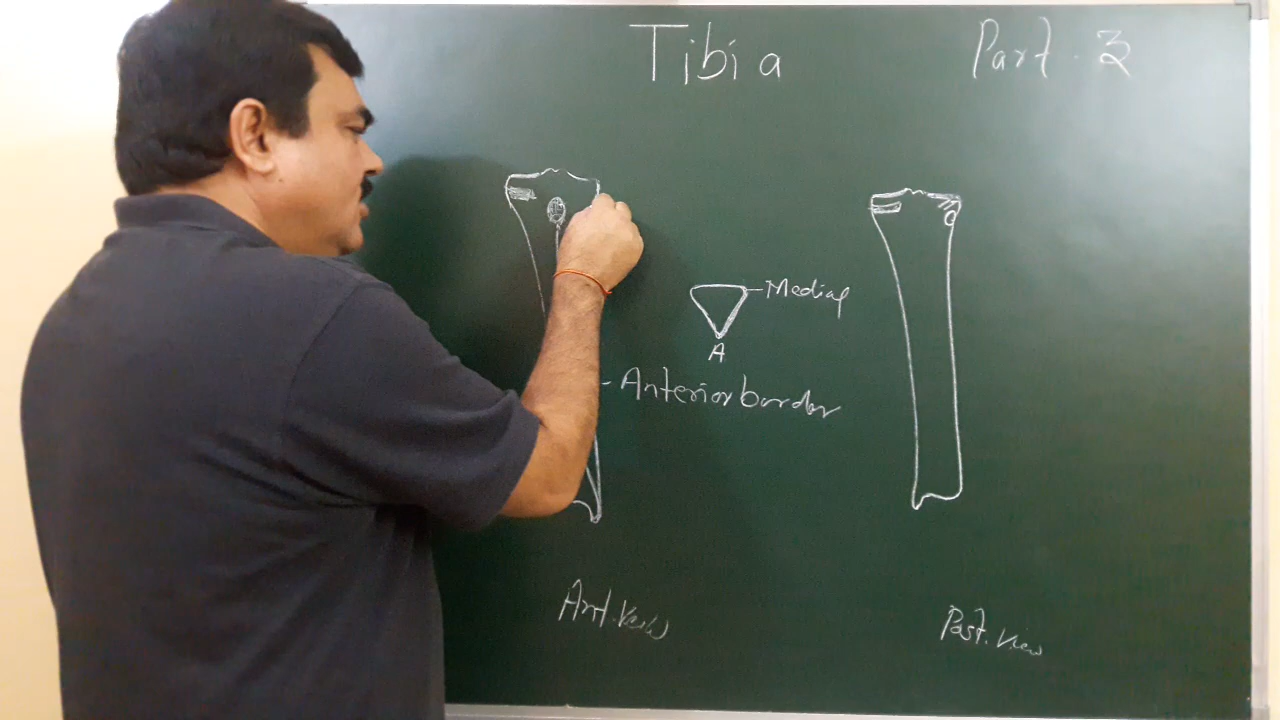 Tibia
Part. 3
Medial
A
Anterior border
Ant. View
Post. View